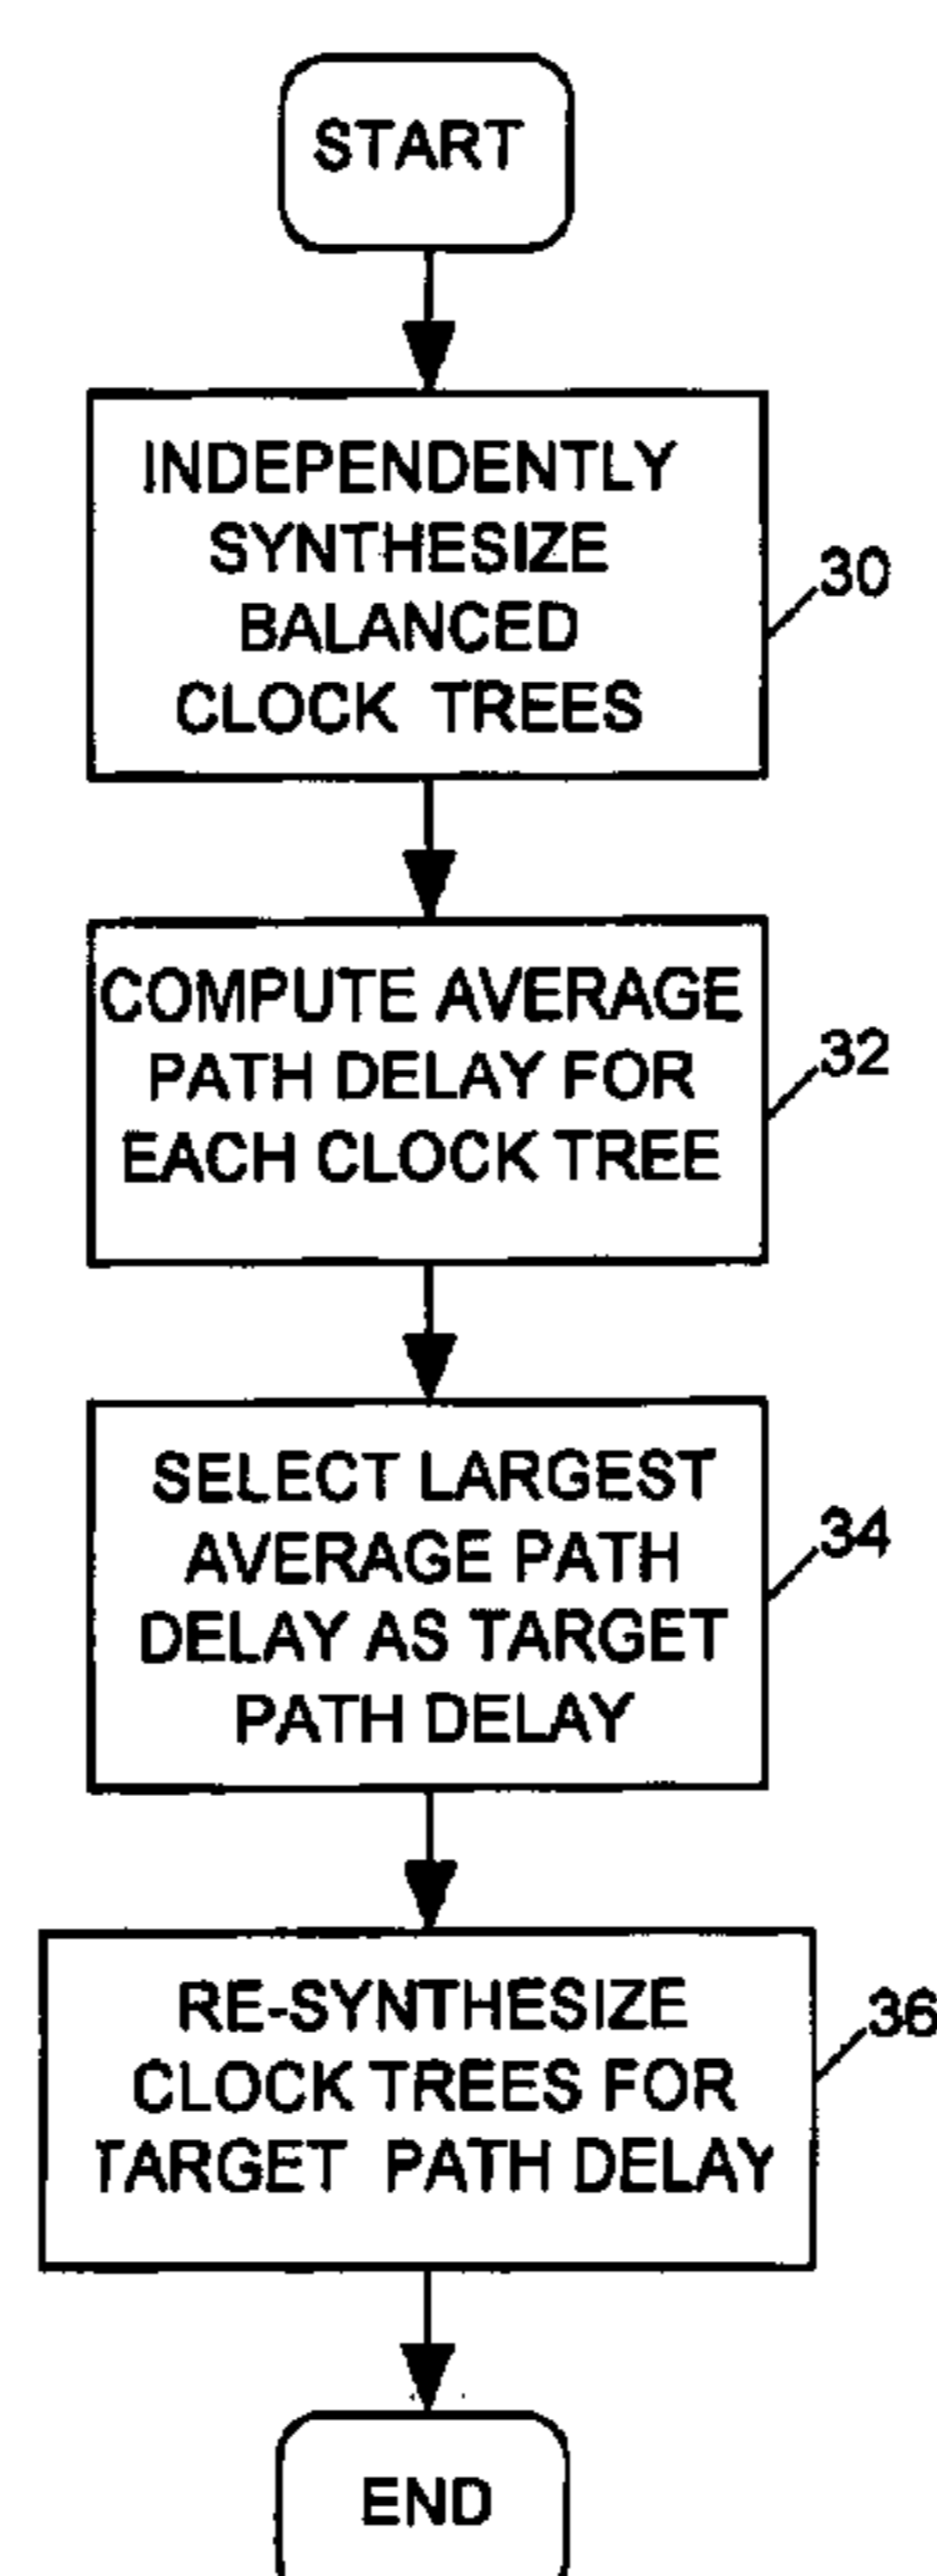 START
INDEPENDENTLY
SYNTHESIZE
BALANCED
CLOCK TREES
30
COMPUTE AVERAGE
PATH DELAY FOR
EACH CLOCK TREE
32
SELECT LARGEST
AVERAGE PATH
DELAY AS TARGET
PATH DELAY
34
RE-SYNTHESIZE
CLOCK TREES FOR
TARGET PATH DELAY
36
END